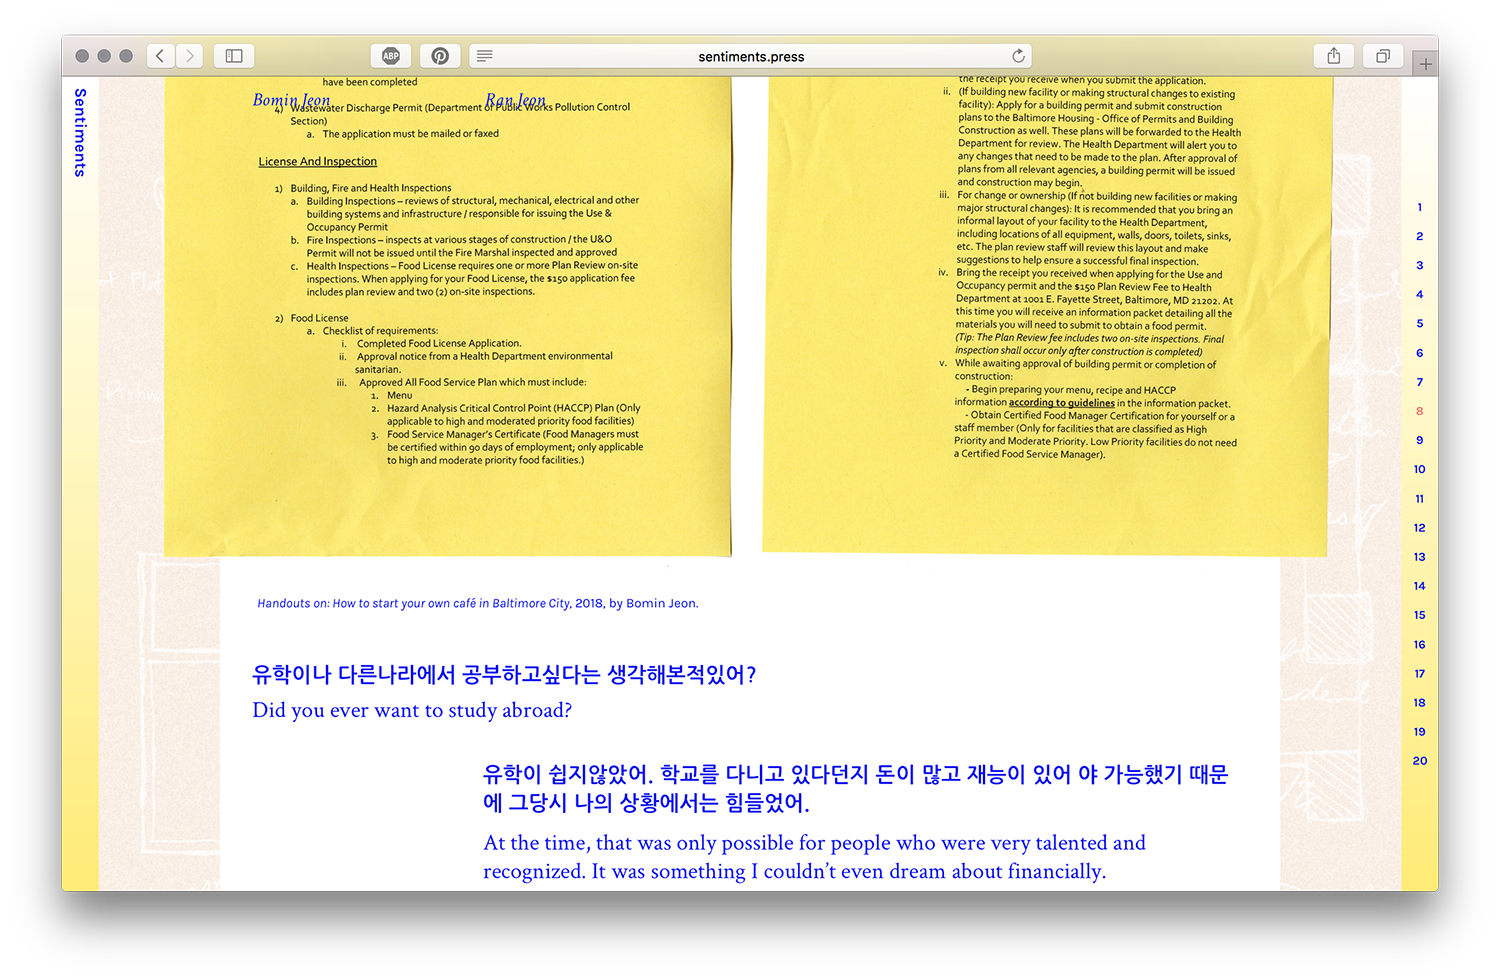 ABP
sentiments.press
Sentiments
Bomin Jeon
Ran Jeon
have been completed
4) Wastewater Discharge Permit (Department of Public Works Pollution Control
Section)
a. The application must be mailed or faxed
License And Inspection
1) Building, Fire and Health Inspections
a. Building Inspections – reviews of structural, mechanical, electrical and other
building systems and infrastructure / responsible for issuing the Use &
Occupancy Permit
b. Fire Inspections – inspects at various stages of construction / the U&O
Permit will not be issued until the Fire Marshal inspected and approved
c. Health Inspections – Food License requires one or more Plan Review on-site
inspections. When applying for your Food License, the $150 application fee
includes plan review and two (2) on-site inspections.
2) Food License
a. Checklist of requirements:
i. Completed Food License Application.
ii. Approval notice from a Health Department environmental
sanitarian.
iii. Approved All Food Service Plan which must include:
1. Menu
2. Hazard Analysis Critical Control Point (HACCP) Plan (Only
applicable to high and moderated priority food facilities)
3. Food Service Manager's Certificate (Food Managers must
be certified within 90 days of employment; only applicable
to high and moderate priority food facilities.)
the receipt you receive when you submit the application.
ii. (If building new facility or making structural changes to existing
facility): Apply for a building permit and submit construction
plans to the Baltimore Housing - Office of Permits and Building
Construction as well. These plans will be forwarded to the Health
Department for review. The Health Department will alert you to
any changes that need to be made to the plan. After approval of
plans from all relevant agencies, a building permit will be issued
and construction may begin.
iii. For change or ownership (If not building new facilities or making
major structural changes): It is recommended that you bring an
informal layout of your facility to the Health Department,
including locations of all equipment, walls, doors, toilets, sinks,
etc. The plan review staff will review this layout and make
suggestions to help ensure a successful final inspection.
iv. Bring the receipt you received when applying for the Use and
Occupancy permit and the $150 Plan Review Fee to Health
Department at 1001 E. Fayette Street, Baltimore, MD 21202. At
this time you will receive an information packet detailing all the
materials you will need to submit to obtain a food permit.
(Tip: The Plan Review fee includes two on-site inspections. Final
inspection shall occur only after construction is completed)
v. While awaiting approval of building permit or completion of
construction:
- Begin preparing your menu, recipe and HACCP
information according to guidelines in the information packet.
- Obtain Certified Food Manager Certification for yourself or a
staff member (Only for facilities that are classified as High
Priority and Moderate Priority. Low Priority facilities do not need
a Certified Food Service Manager).
Handouts on: How to start your own café in Baltimore City, 2018, by Bomin Jeon.
유학이나 다른나라에서 공부하고싶다는 생각해본적있어?
Did you ever want to study abroad?
유학이 쉽지않았어. 학교를 다니고 있다던지 돈이 많고 재능이 있어 야 가능했기 때문
에 그당시 나의 상황에서는 힘들었어.
At the time, that was only possible for people who were very talented and
recognized. It was something I couldn't even dream about financially.
1
2
3
4
5
6
7
8
9
10
11
12
13
14
15
16
17
18
19
20